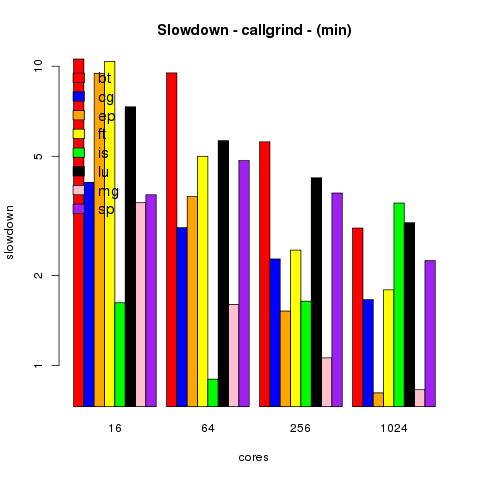 Slowdown - callgrind - (min)
slowdown
10
5
2
1
bt
cg
ep
ft
is
lu
mg
sp
16 64 256 1024
cores